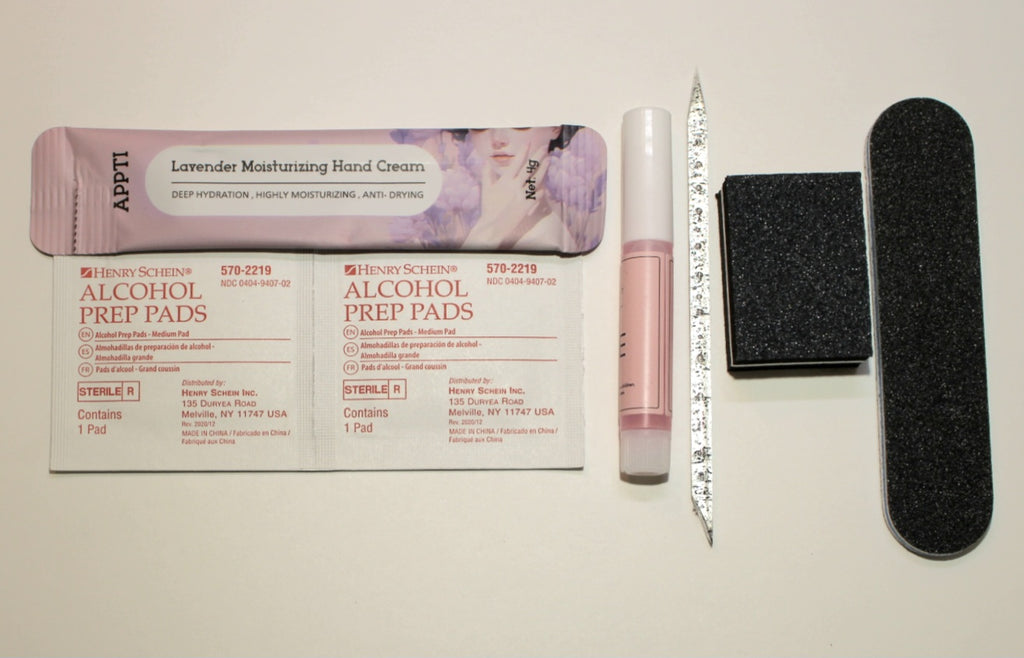 APPTI
Lavender Moisturizing Hand Cream
DEEP HYDRATION , HIGHLY MOISTURIZING , ANTI- DRYING
Net: 4g
HENRY SCHEIN®
570-2219
NDC 0404-9407-02
ALCOHOL
PREP PADS
EN Alcohol Prep Pads - Medium Pad
ES Almohadillas de preparación de alcohol -
Almohadilla grande
FR Pads d'alcool - Grand coussin
STERILE R
Contains
1 Pad
Distributed by:
HENRY SCHEIN INC.
135 DURYEA ROAD
Melville, NY 11747 USA
Rev. 2020/12
MADE IN CHINA / Fabricado en China /
Fabriqué aux China
HENRY SCHEIN®
570-2219
NDC 0404-9407-02
ALCOHOL
PREP PADS
EN Alcohol Prep Pads - Medium Pad
ES Almohadillas de preparación de alcohol -
Almohadilla grande
FR Pads d'alcool - Grand coussin
STERILE R
Contains
1 Pad
Distributed by:
HENRY SCHEIN INC.
135 DURYEA ROAD
Melville, NY 11747 USA
Rev. 2020/12
MADE IN CHINA / Fabricado en China /
Fabriqué aux China